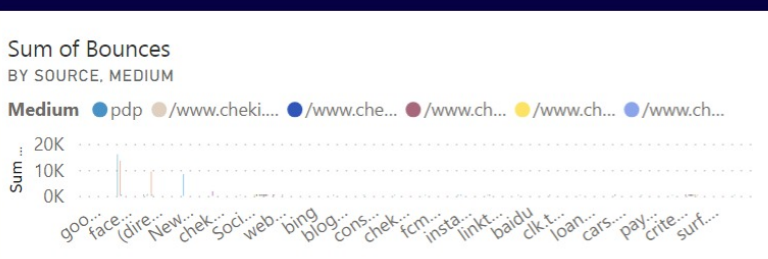 Sum of Bounces
BY SOURCE, MEDIUM
Medium pdp /www.cheki.... /www.che... /www.ch... /www.ch... /www.ch...
Sum ...
20K
10K
0K
goo... face... (dire... New... chek... Soci... web... bing blog... cons... chek... fcm... insta... linkt... baidu clk.t... loan... cars.... pay... crite... surf....